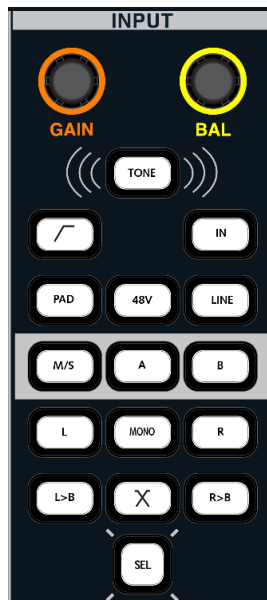 INPUT
GAIN BAL
TONE
IN
PAD 48V LINE
M/S A B
L MONO R
L>B R>B
SEL